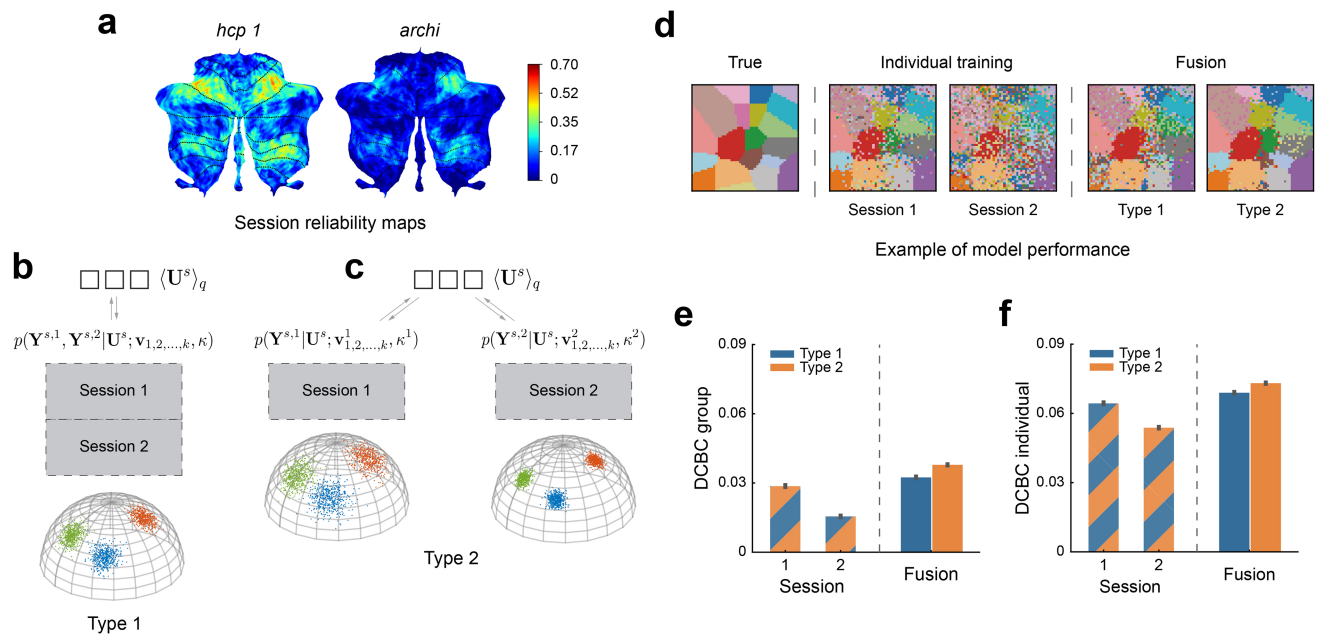 a
hcp 1
archi
0.70
0.52
0.35
0.17
0
Session reliability maps
b
⟨U^s⟩_q
p(Y^{s,1}, Y^{s,2}|U^s; v_{1,2,...,k}, κ)
Session 1
Session 2
Type 1
c
⟨U^s⟩_q
p(Y^{s,1}|U^s; v^1_{1,2,...,k}, κ^1)
p(Y^{s,2}|U^s; v^2_{1,2,...,k}, κ^2)
Session 1
Session 2
Type 2
d
True
Individual training
Fusion
Session 1
Session 2
Type 1
Type 2
Example of model performance
e
DCBC group
0.09
0.06
0.03
0
Type 1
Type 2
1
2
Session
Fusion
f
DCBC individual
0.09
0.06
0.03
0
Type 1
Type 2
1
2
Session
Fusion